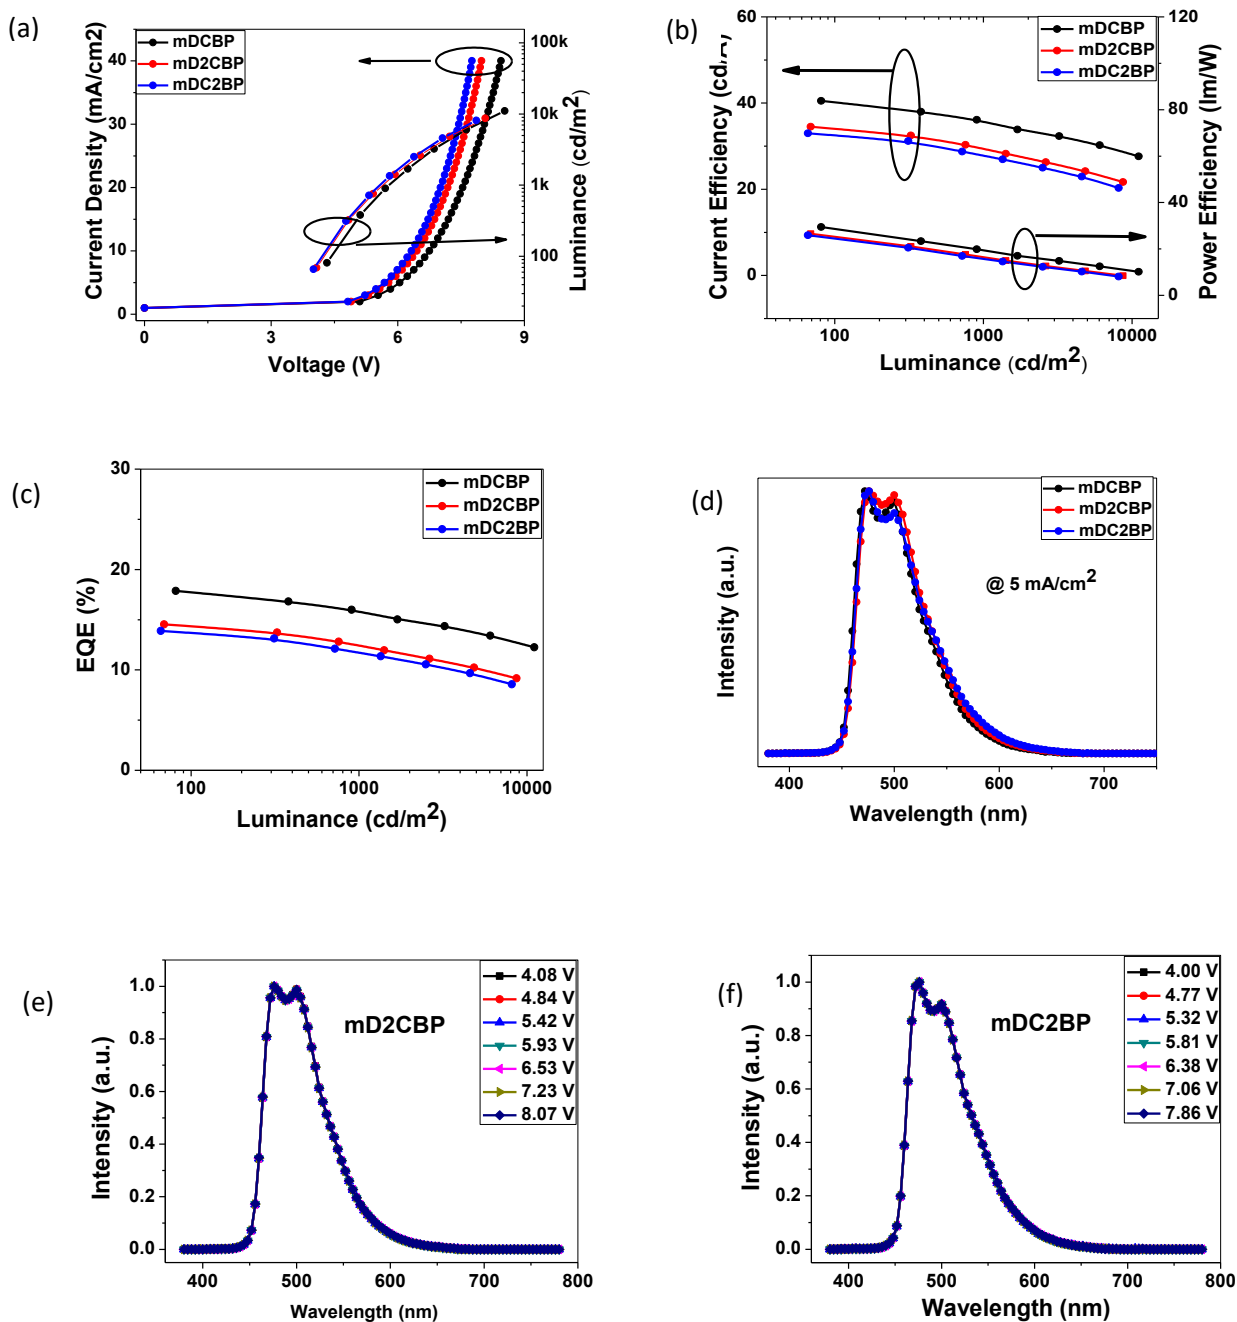 (a)
mDCBP
mD2CBP
mDC2BP
Current Density (mA/cm2)
40
30
20
10
0
100k
10k
1k
100
Luminance (cd/m2)
0
3
6
9
Voltage (V)
(b)
mDCBP
mD2CBP
mDC2BP
Current Efficiency (cd/A)
60
40
20
0
120
80
40
0
Power Efficiency (lm/W)
100
1000
10000
Luminance (cd/m2)
(c)
mDCBP
mD2CBP
mDC2BP
EQE (%)
30
20
10
0
100
1000
10000
Luminance (cd/m2)
(d)
mDCBP
mD2CBP
mDC2BP
@ 5 mA/cm2
Intensity (a.u.)
400
500
600
700
Wavelength (nm)
(e)
4.08 V
4.84 V
5.42 V
5.93 V
6.53 V
7.23 V
8.07 V
mD2CBP
Intensity (a.u.)
1.0
0.8
0.6
0.4
0.2
0.0
400
500
600
700
800
Wavelength (nm)
(f)
4.00 V
4.77 V
5.32 V
5.81 V
6.38 V
7.06 V
7.86 V
mDC2BP
Intensity (a.u.)
1.0
0.8
0.6
0.4
0.2
0.0
400
500
600
700
800
Wavelength (nm)